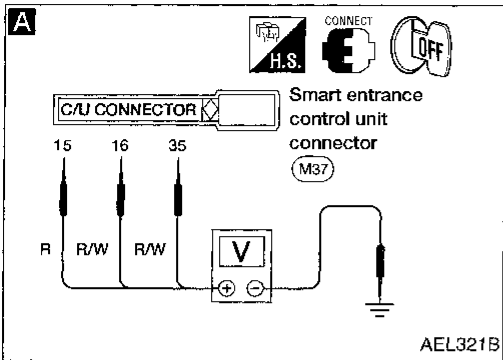 A
CONNECT
H.S.
OFF
C/U CONNECTOR
Smart entrance
control unit
connector
M37
15 16 35
R R/W R/W
V
+ −
AEL321B